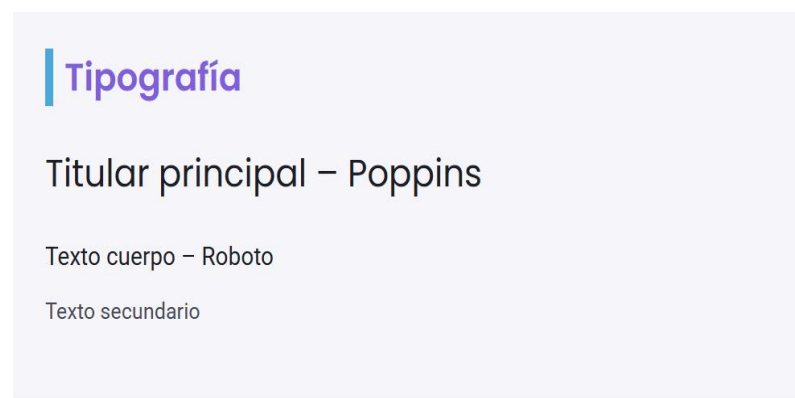 Tipografía
Titular principal – Poppins
Texto cuerpo – Roboto
Texto secundario